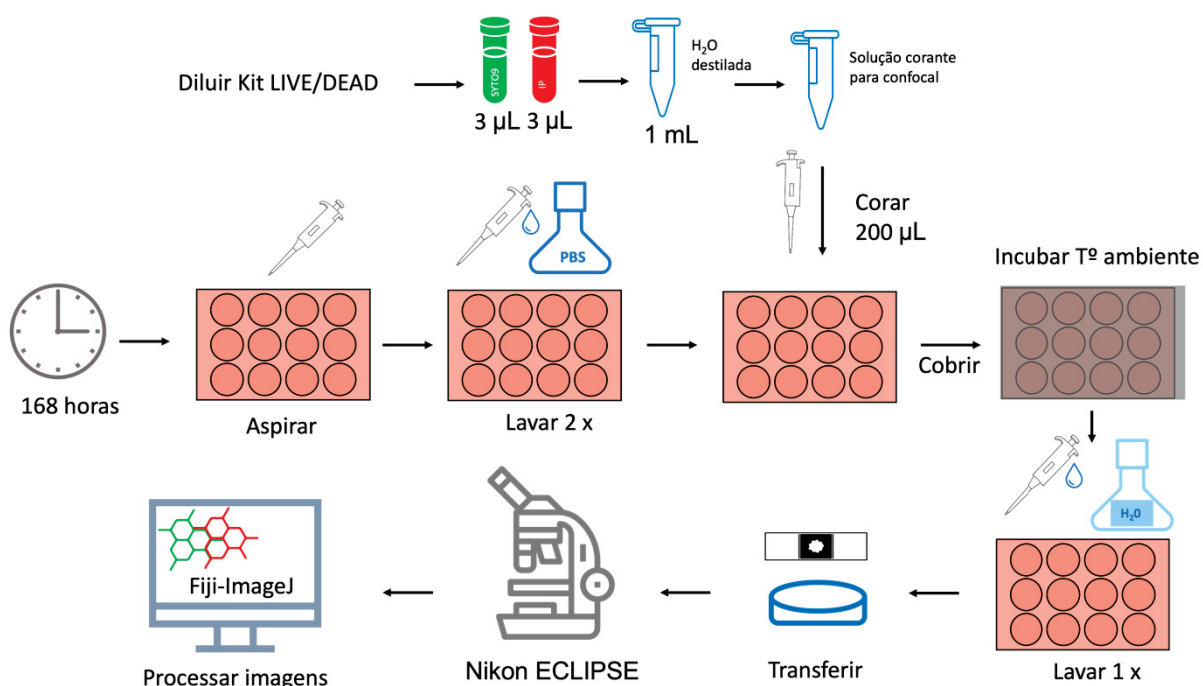 Diluir Kit LIVE/DEAD
SYTO9
IP
3 µL
3 µL
H₂O
destilada
1 mL
Solução corante
para confocal
Corar
200 µL
PBS
168 horas
Aspirar
Lavar 2 x
Cobrir
Incubar Tº ambiente
H₂0
Lavar 1 x
Transferir
Nikon ECLIPSE
Fiji-ImageJ
Processar imagens